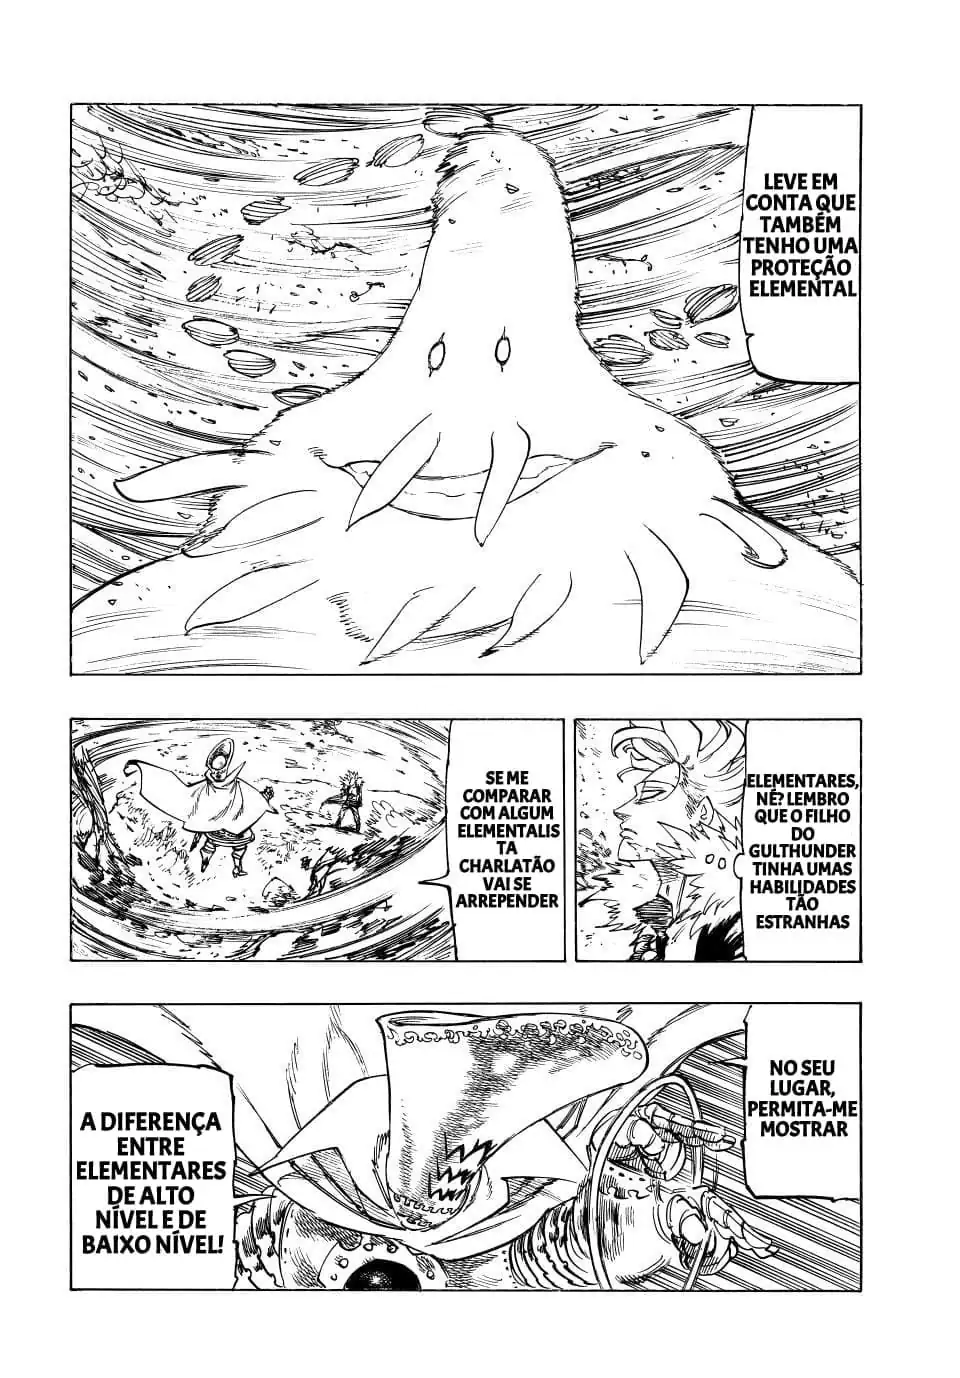 LEVE EM
CONTA QUE
TAMBÉM
TENHO UMA
PROTEÇÃO
ELEMENTAL
SE ME
COMPARAR
COM ALGUM
ELEMENTALIS
TA
CHARLATÃO
VAI SE
ARREPENDER
ELEMENTARES,
NÉ? LEMBRO
QUE O FILHO
DO
GULTHUNDER
TINHA UMAS
HABILIDADES
TÃO
ESTRANHAS
NO SEU
LUGAR,
PERMITA-ME
MOSTRAR
A DIFERENÇA
ENTRE
ELEMENTARES
DE ALTO
NÍVEL E DE
BAIXO NÍVEL!